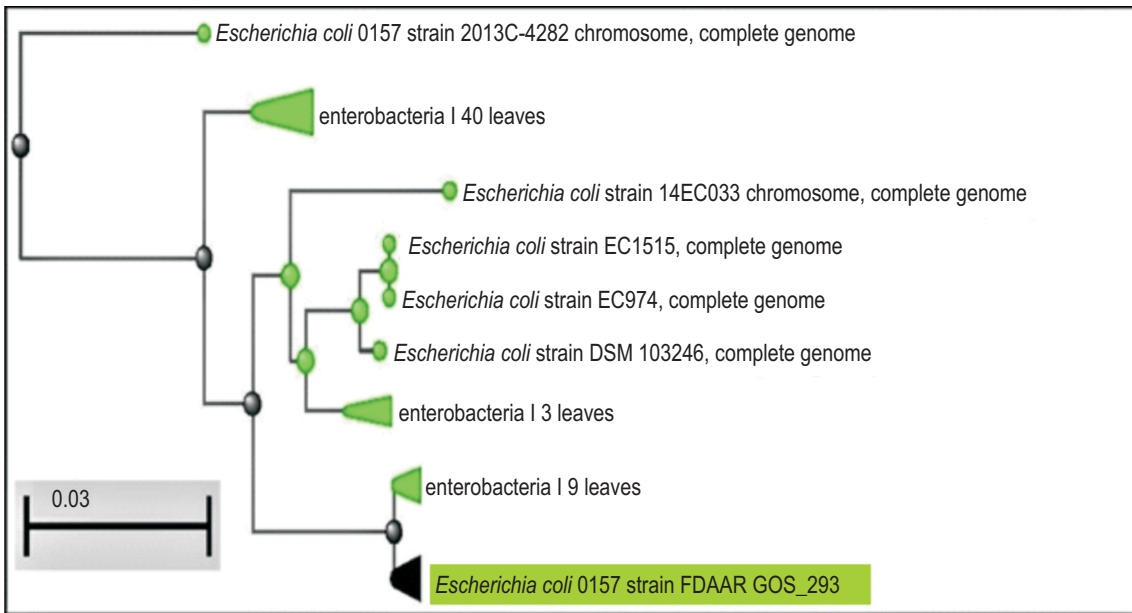 Escherichia coli 0157 strain 2013C-4282 chromosome, complete genome
enterobacteria I 40 leaves
Escherichia coli strain 14EC033 chromosome, complete genome
Escherichia coli strain EC1515, complete genome
Escherichia coli strain EC974, complete genome
Escherichia coli strain DSM 103246, complete genome
enterobacteria I 3 leaves
enterobacteria I 9 leaves
0.03
Escherichia coli 0157 strain FDAAR GOS_293